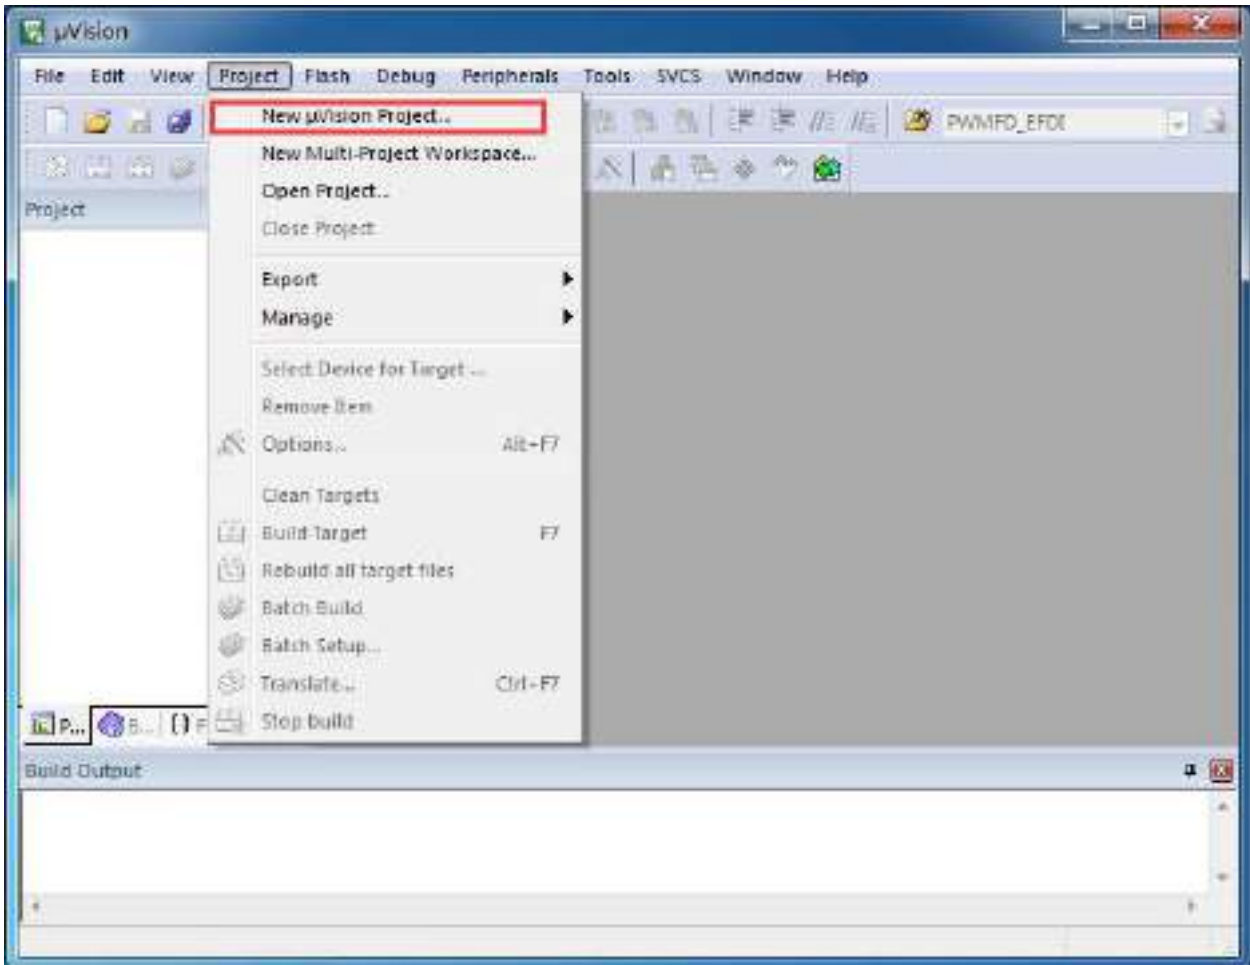 µVision
File Edit View Project Flash Debug Peripherals Tools SVCS Window Help
New µVision Project...
PWMFD_EFDI
New Multi-Project Workspace...
Open Project...
Project
Close Project
Export
Manage
Select Device for Target ...
Remove Item
Options... Alt+F7
Clean Targets
Build Target F7
Rebuild all target files
Batch Build
Batch Setup...
Translate... Ctrl+F7
Stop build
P... B... {} F
Build Output